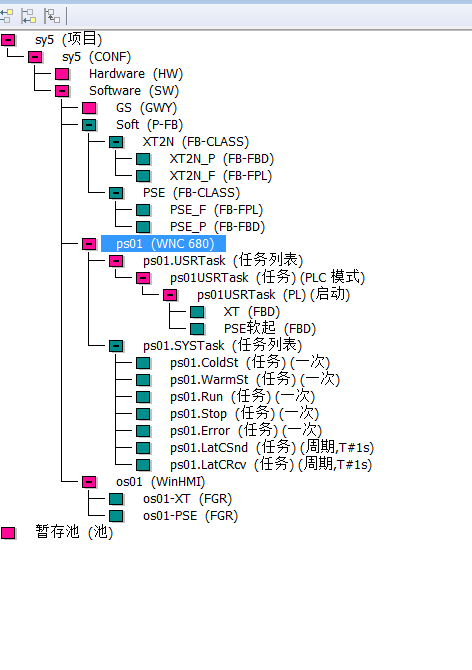 sy5 (项目)
sy5 (CONF)
Hardware (HW)
Software (SW)
GS (GWY)
Soft (P-FB)
XT2N (FB-CLASS)
XT2N_P (FB-FBD)
XT2N_F (FB-FPL)
PSE (FB-CLASS)
PSE_F (FB-FPL)
PSE_P (FB-FBD)
ps01 (WNC 680)
ps01.USRTask (任务列表)
ps01USRTask (任务) (PLC 模式)
ps01USRTask (PL) (启动)
XT (FBD)
PSE软起 (FBD)
ps01.SYSTask (任务列表)
ps01.ColdSt (任务) (一次)
ps01.WarmSt (任务) (一次)
ps01.Run (任务) (一次)
ps01.Stop (任务) (一次)
ps01.Error (任务) (一次)
ps01.LatCSnd (任务) (周期,T#1s)
ps01.LatCRcv (任务) (周期,T#1s)
os01 (WinHMI)
os01-XT (FGR)
os01-PSE (FGR)
暂存池 (池)